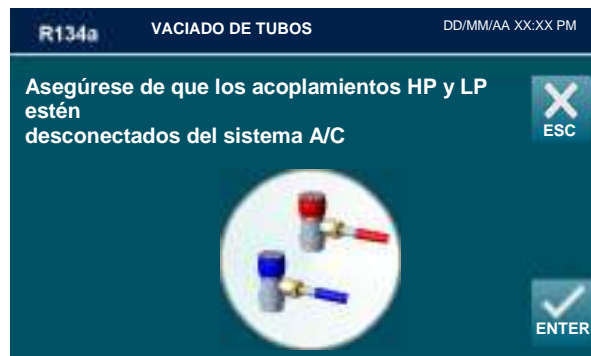 R134a
VACIADO DE TUBOS
DD/MM/AA XX:XX PM
Asegúrese de que los acoplamientos HP y LP
estén
desconectados del sistema A/C
ESC
ENTER